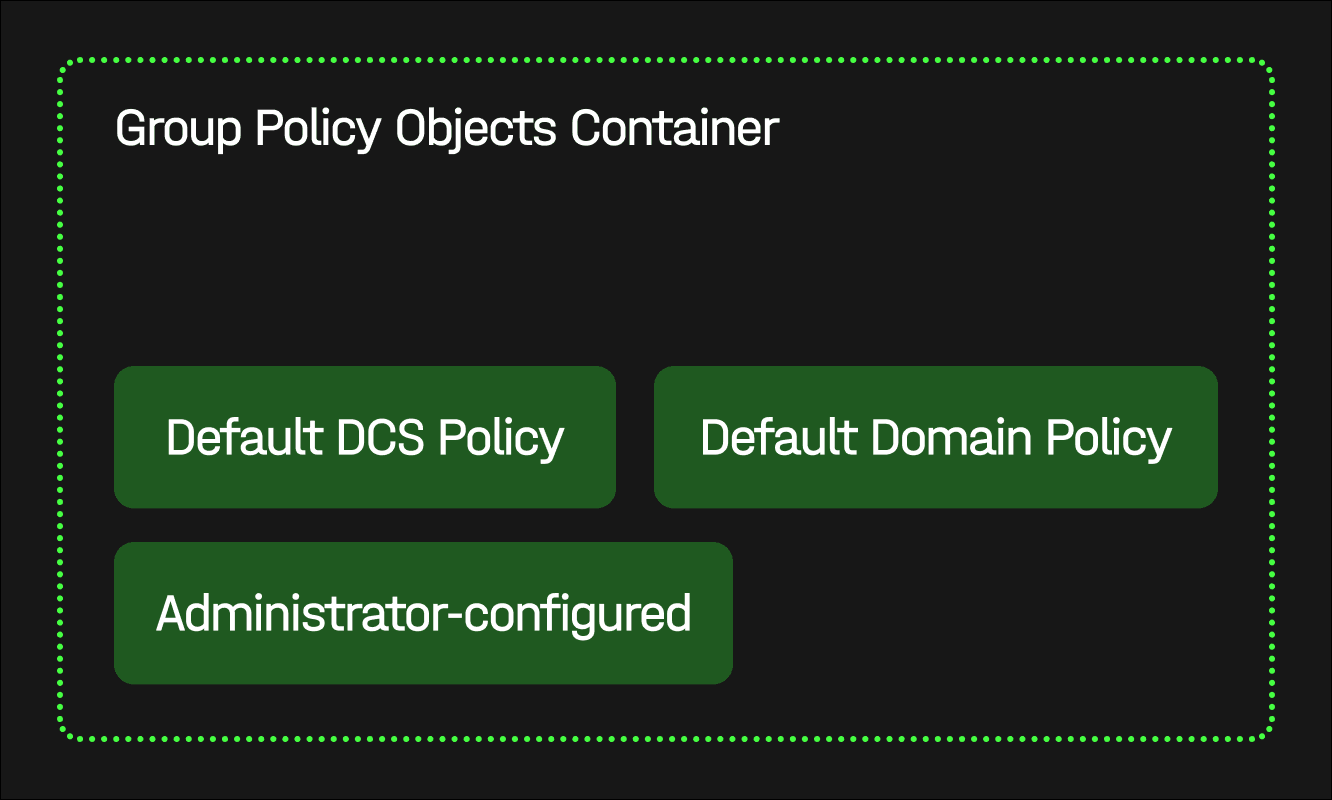 Group Policy Objects Container
Default DCS Policy
Default Domain Policy
Administrator-configured